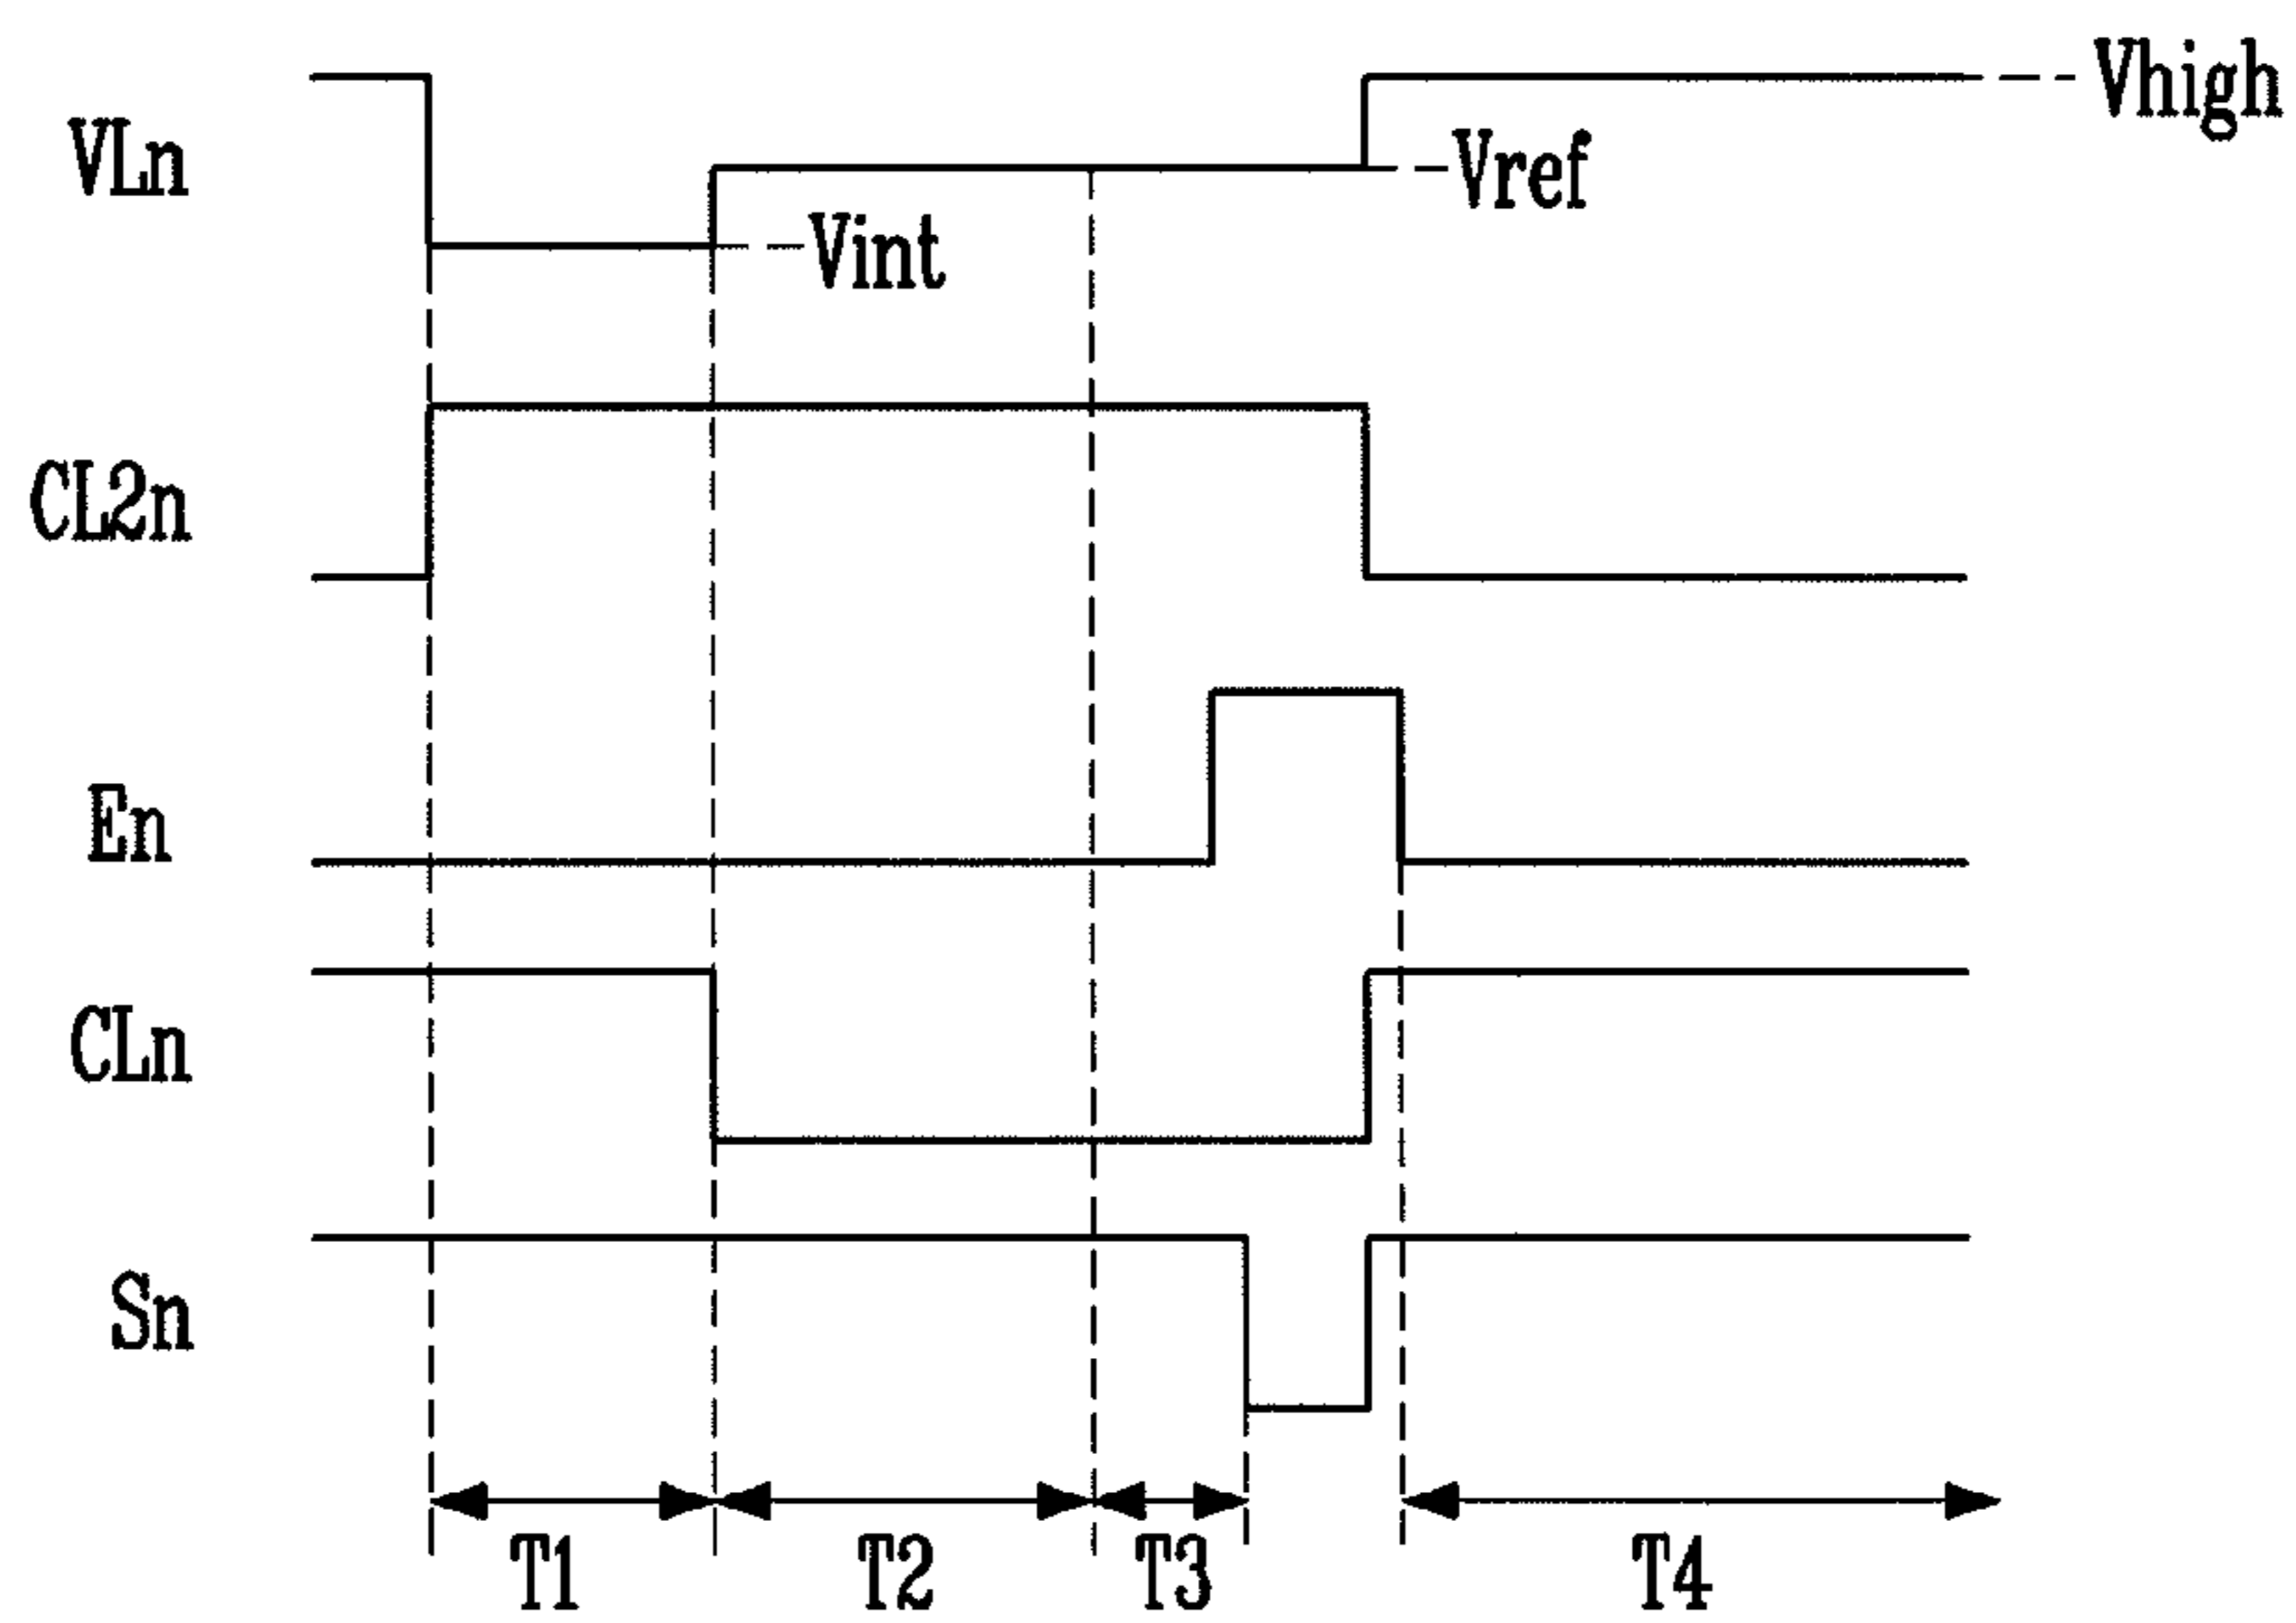 Vhigh
VLn
Vref
Vint
CL2n
En
CLn
Sn
T1 T2 T3 T4